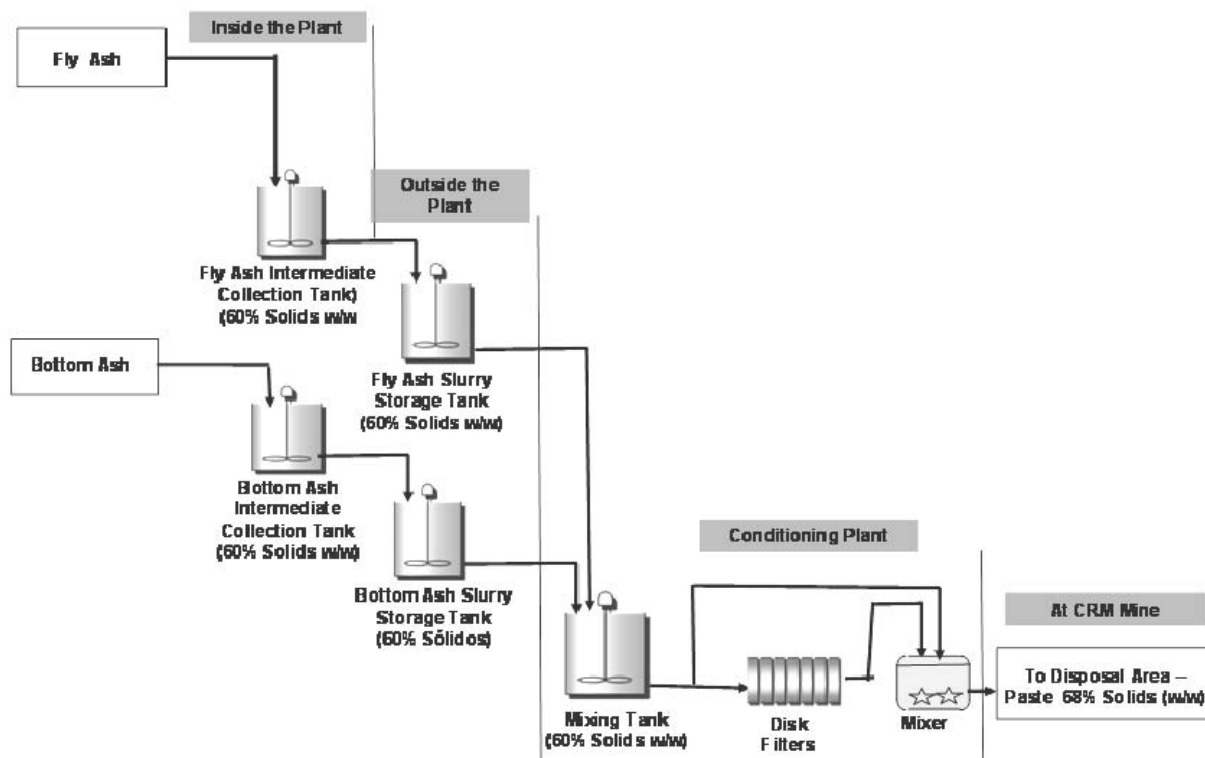 Inside the Plant
Fly Ash
Outside the
Plant
Fly Ash Intermediate
Collection Tank)
(60% Solids w/w
Bottom Ash
Fly Ash Slurry
Storage Tank
(60% Solids w/w)
Bottom Ash
Intermediate
Collection Tank
(60% Solids w/w)
Bottom Ash Slurry
Storage Tank
(60% Sólidos)
Conditioning Plant
At CRM Mine
To Disposal Area –
Paste 68% Solids (w/w)
Mixing Tank
(60% Solids w/w)
Disk
Filters
Mixer